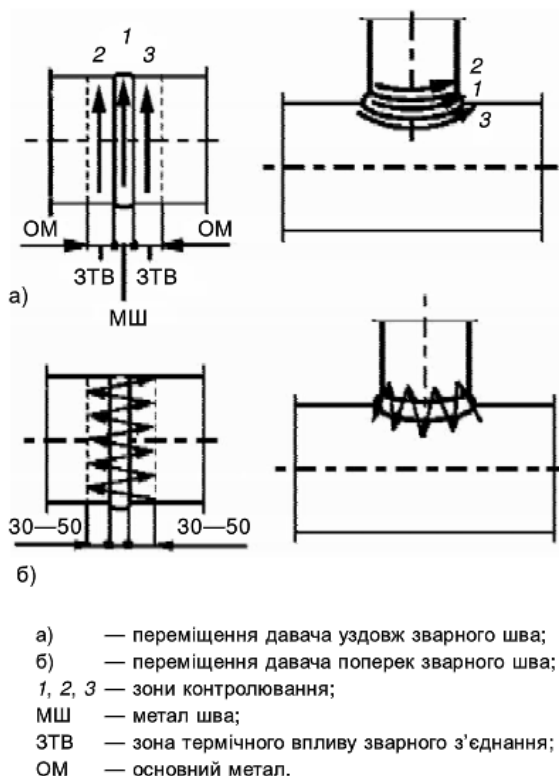 2 1 3
2
1
3
ОМ ОМ
ЗТВ ЗТВ
а)
МШ
30—50 30—50
б)
а) — переміщення давача уздовж зварного шва;
б) — переміщення давача поперек зварного шва;
1, 2, 3 — зони контролювання;
МШ — метал шва;
ЗТВ — зона термічного впливу зварного з’єднання;
ОМ — основний метал.